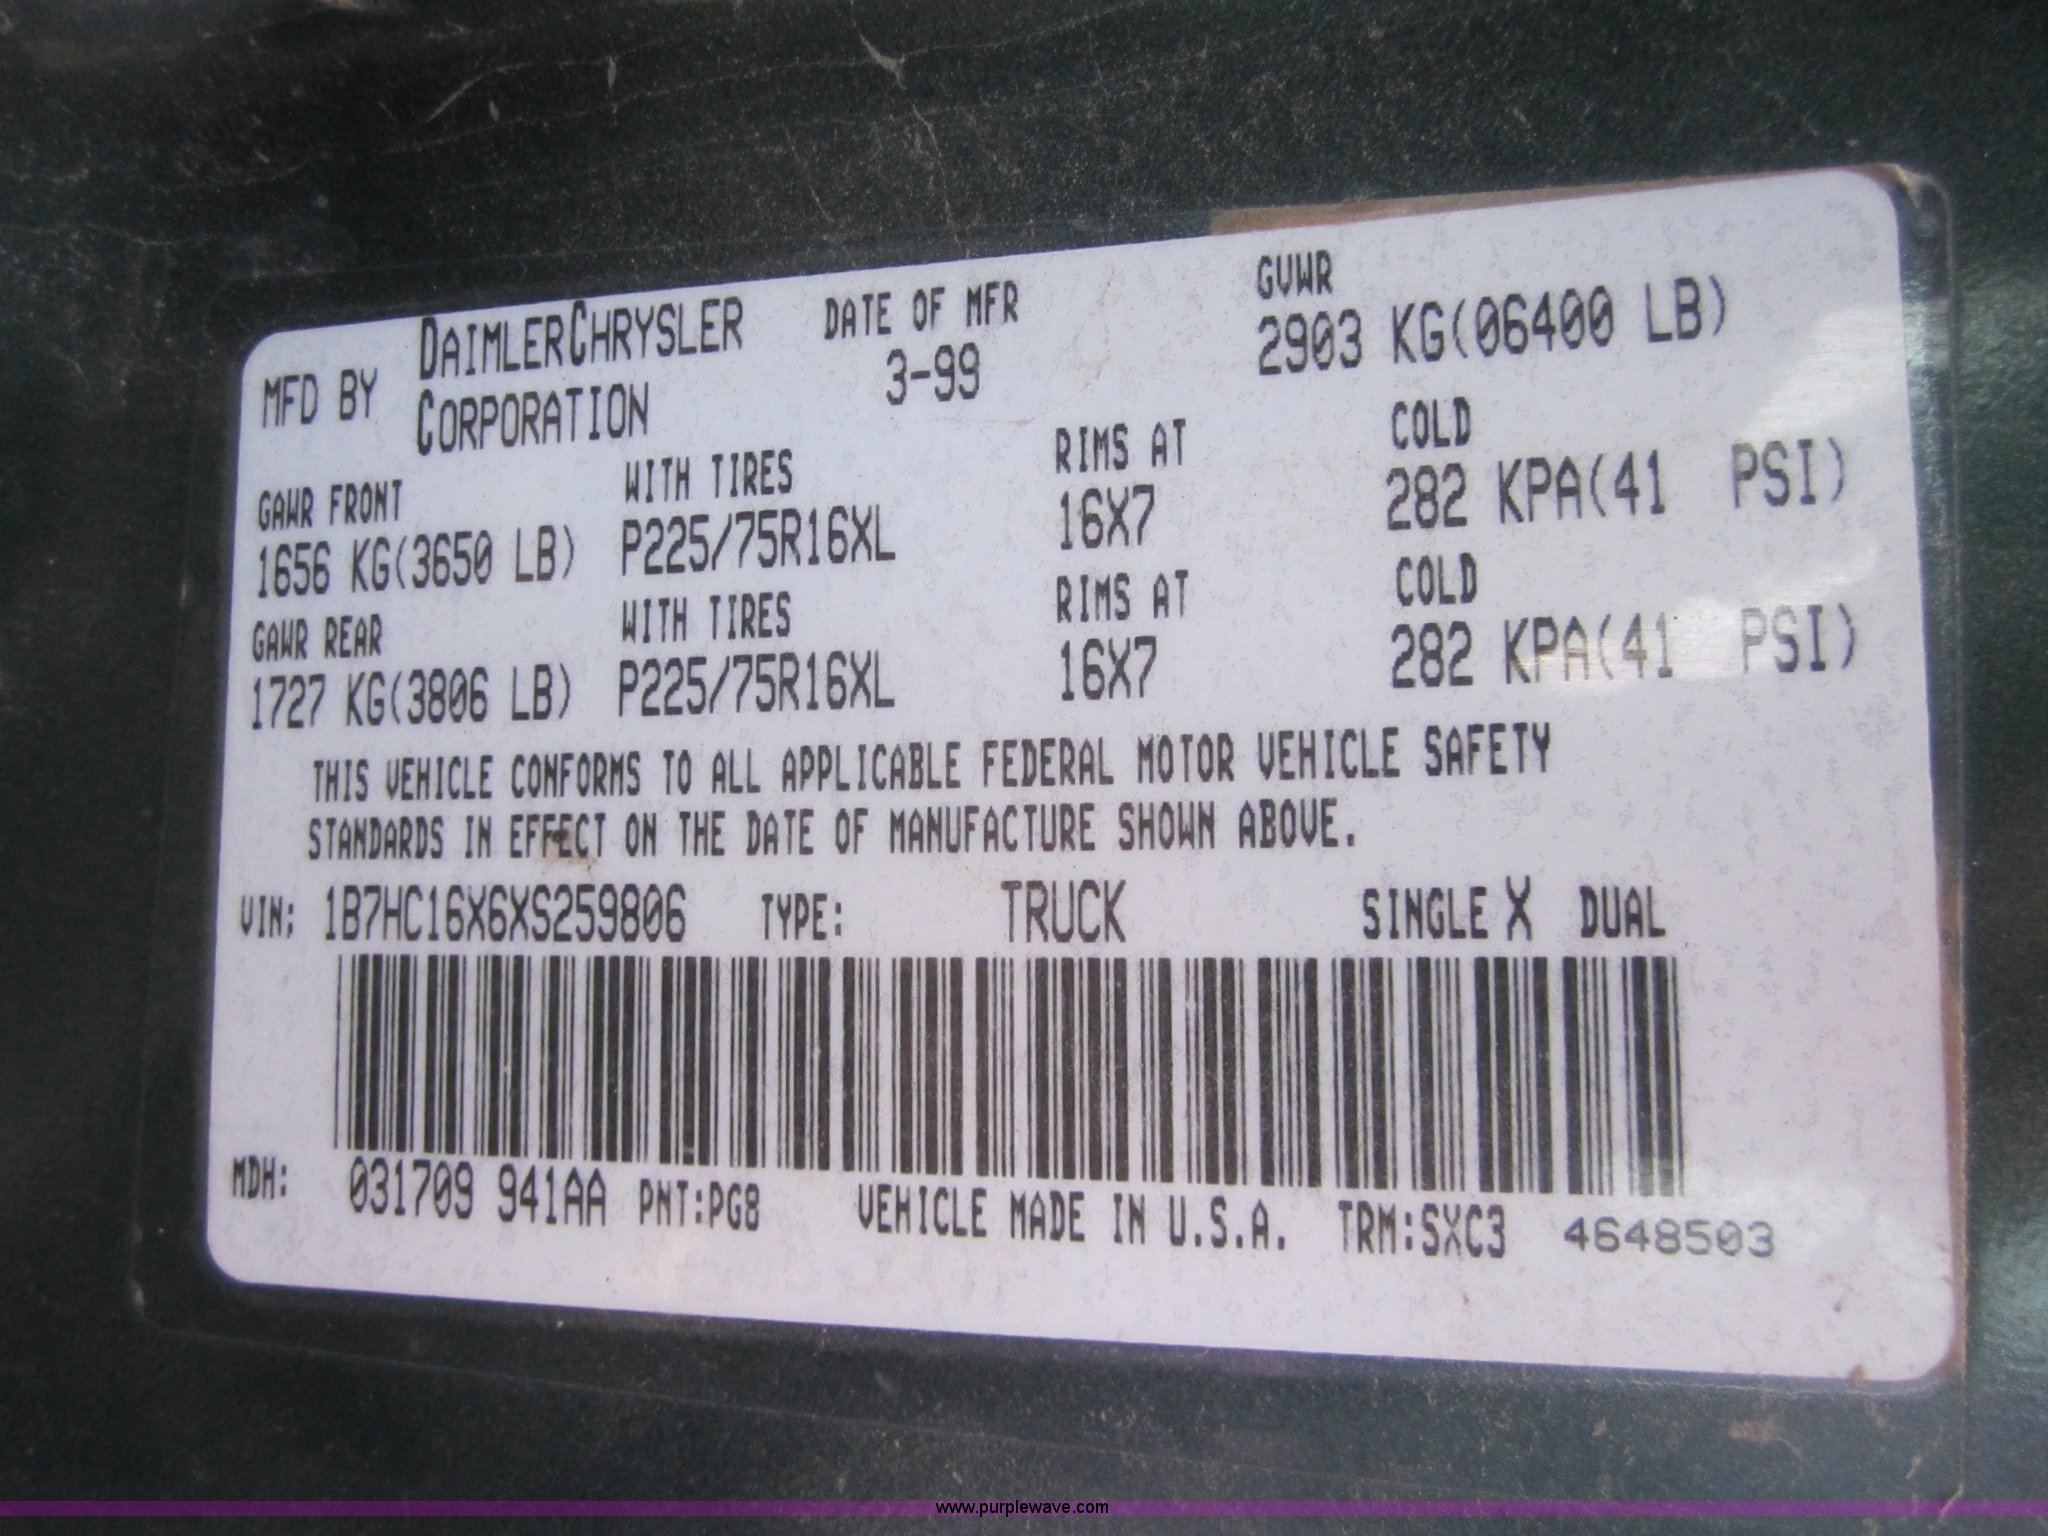 MFD BY DAIMLERCHRYSLER CORPORATION DATE OF MFR 3-99 GVWR 2903 KG(06400 LB)
GAWR FRONT WITH TIRES RIMS AT COLD
1656 KG(3650 LB) P225/75R16XL 16X7 282 KPA(41 PSI)
GAWR REAR WITH TIRES RIMS AT COLD
1727 KG(3806 LB) P225/75R16XL 16X7 282 KPA(41 PSI)
THIS VEHICLE CONFORMS TO ALL APPLICABLE FEDERAL MOTOR VEHICLE SAFETY
STANDARDS IN EFFECT ON THE DATE OF MANUFACTURE SHOWN ABOVE.
VIN: 1B7HC16X6XS259806 TYPE: TRUCK SINGLE X DUAL
MDH: 031709 941AA PNT:PG8 VEHICLE MADE IN U.S.A. TRM:SXC3 4648503
www.purplewave.com